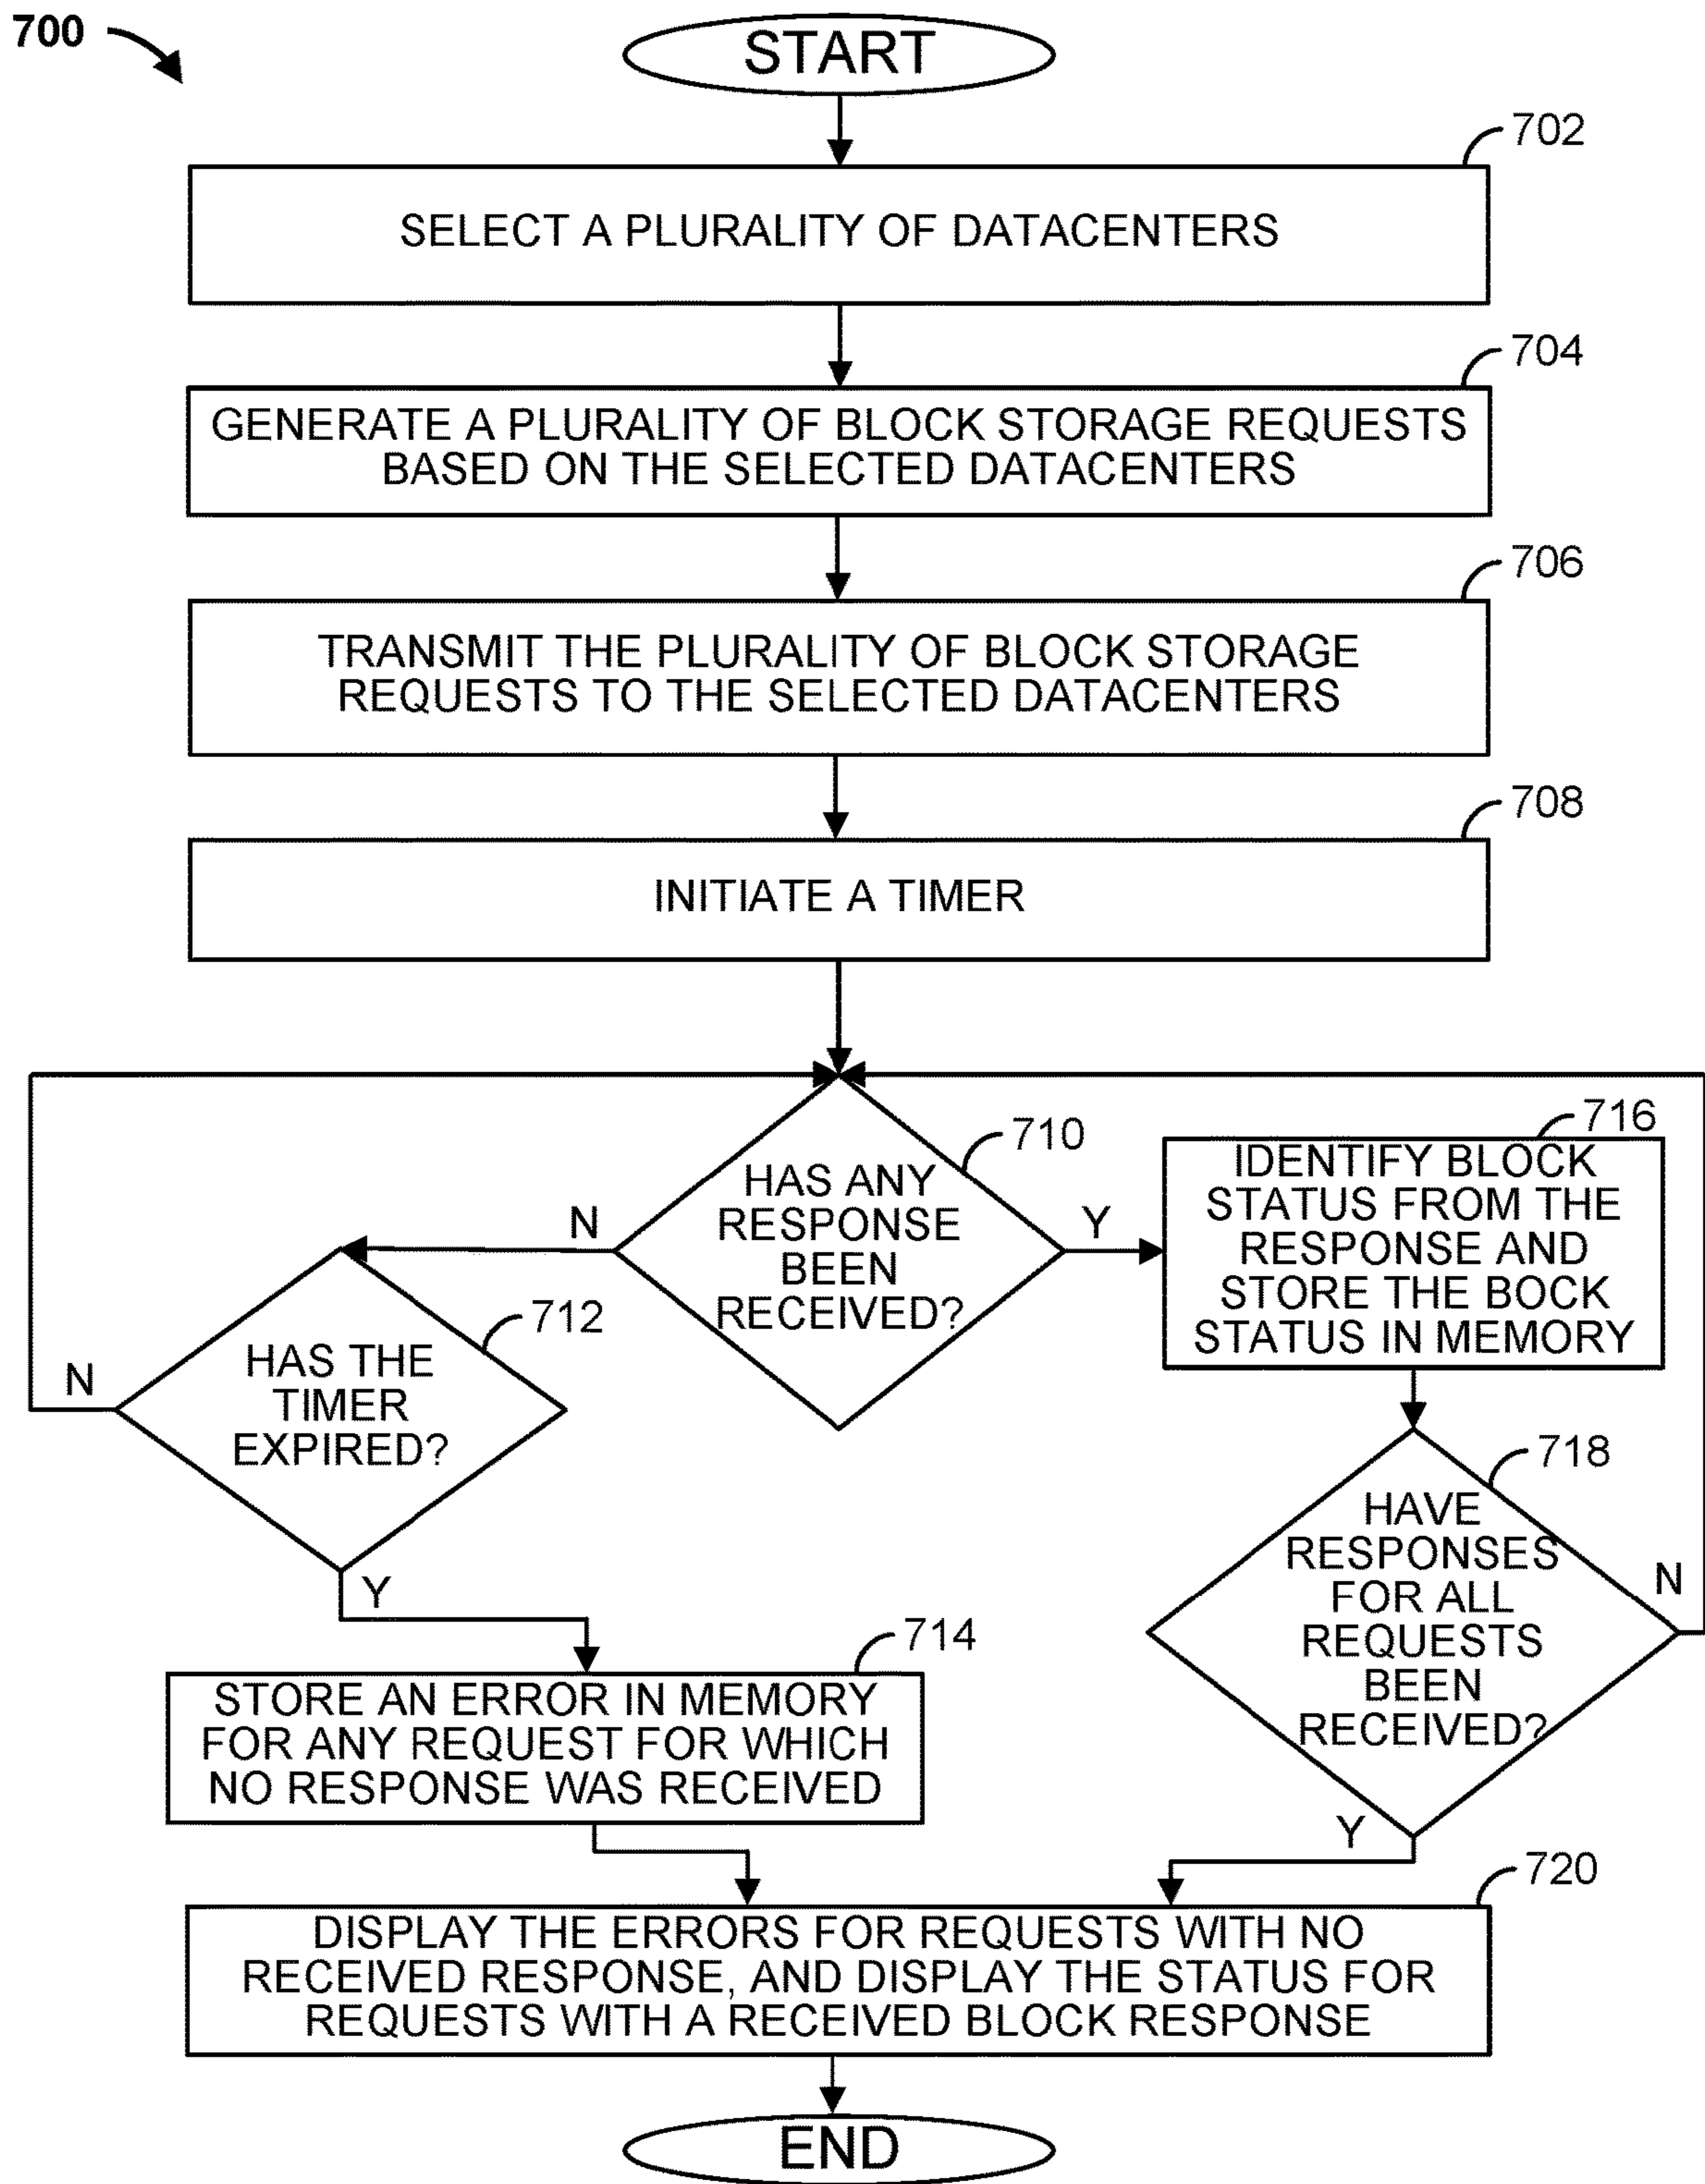 700
START
702
SELECT A PLURALITY OF DATACENTERS
704
GENERATE A PLURALITY OF BLOCK STORAGE REQUESTS
BASED ON THE SELECTED DATACENTERS
706
TRANSMIT THE PLURALITY OF BLOCK STORAGE
REQUESTS TO THE SELECTED DATACENTERS
708
INITIATE A TIMER
710
HAS ANY
RESPONSE
BEEN
RECEIVED?
N
Y
716
IDENTIFY BLOCK
STATUS FROM THE
RESPONSE AND
STORE THE BOCK
STATUS IN MEMORY
712
HAS THE
TIMER
EXPIRED?
N
Y
718
HAVE
RESPONSES
FOR ALL
REQUESTS
BEEN
RECEIVED?
N
Y
714
STORE AN ERROR IN MEMORY
FOR ANY REQUEST FOR WHICH
NO RESPONSE WAS RECEIVED
720
DISPLAY THE ERRORS FOR REQUESTS WITH NO
RECEIVED RESPONSE, AND DISPLAY THE STATUS FOR
REQUESTS WITH A RECEIVED BLOCK RESPONSE
END